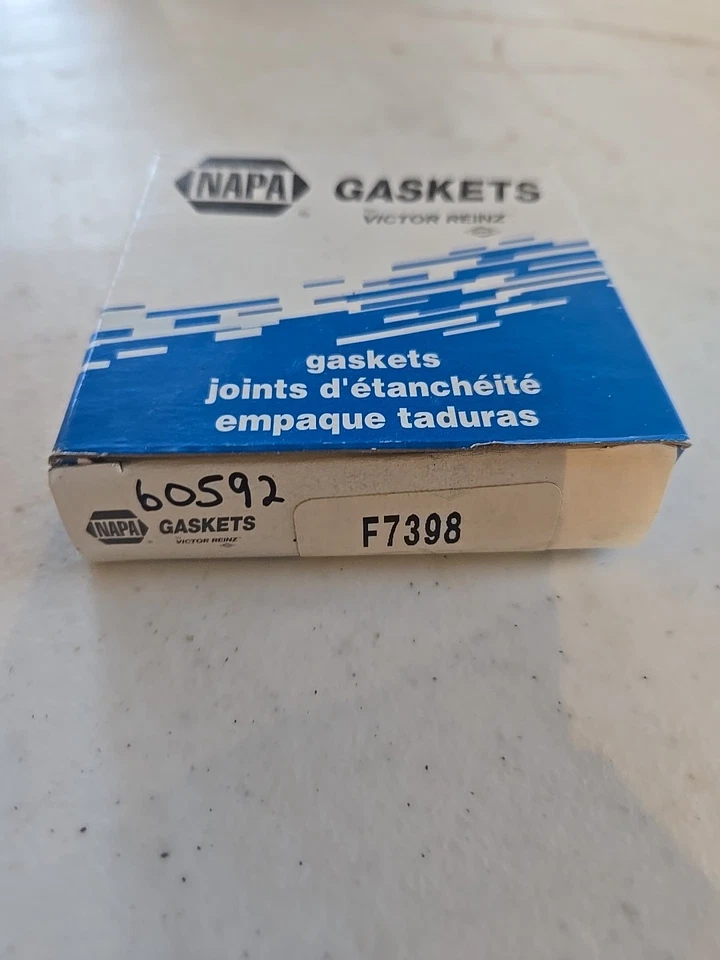 NAPA GASKETS
VICTOR REINZ
gaskets
joints d'étanchéité
empaque taduras
60592
NAPA GASKETS
VICTOR REINZ
F7398